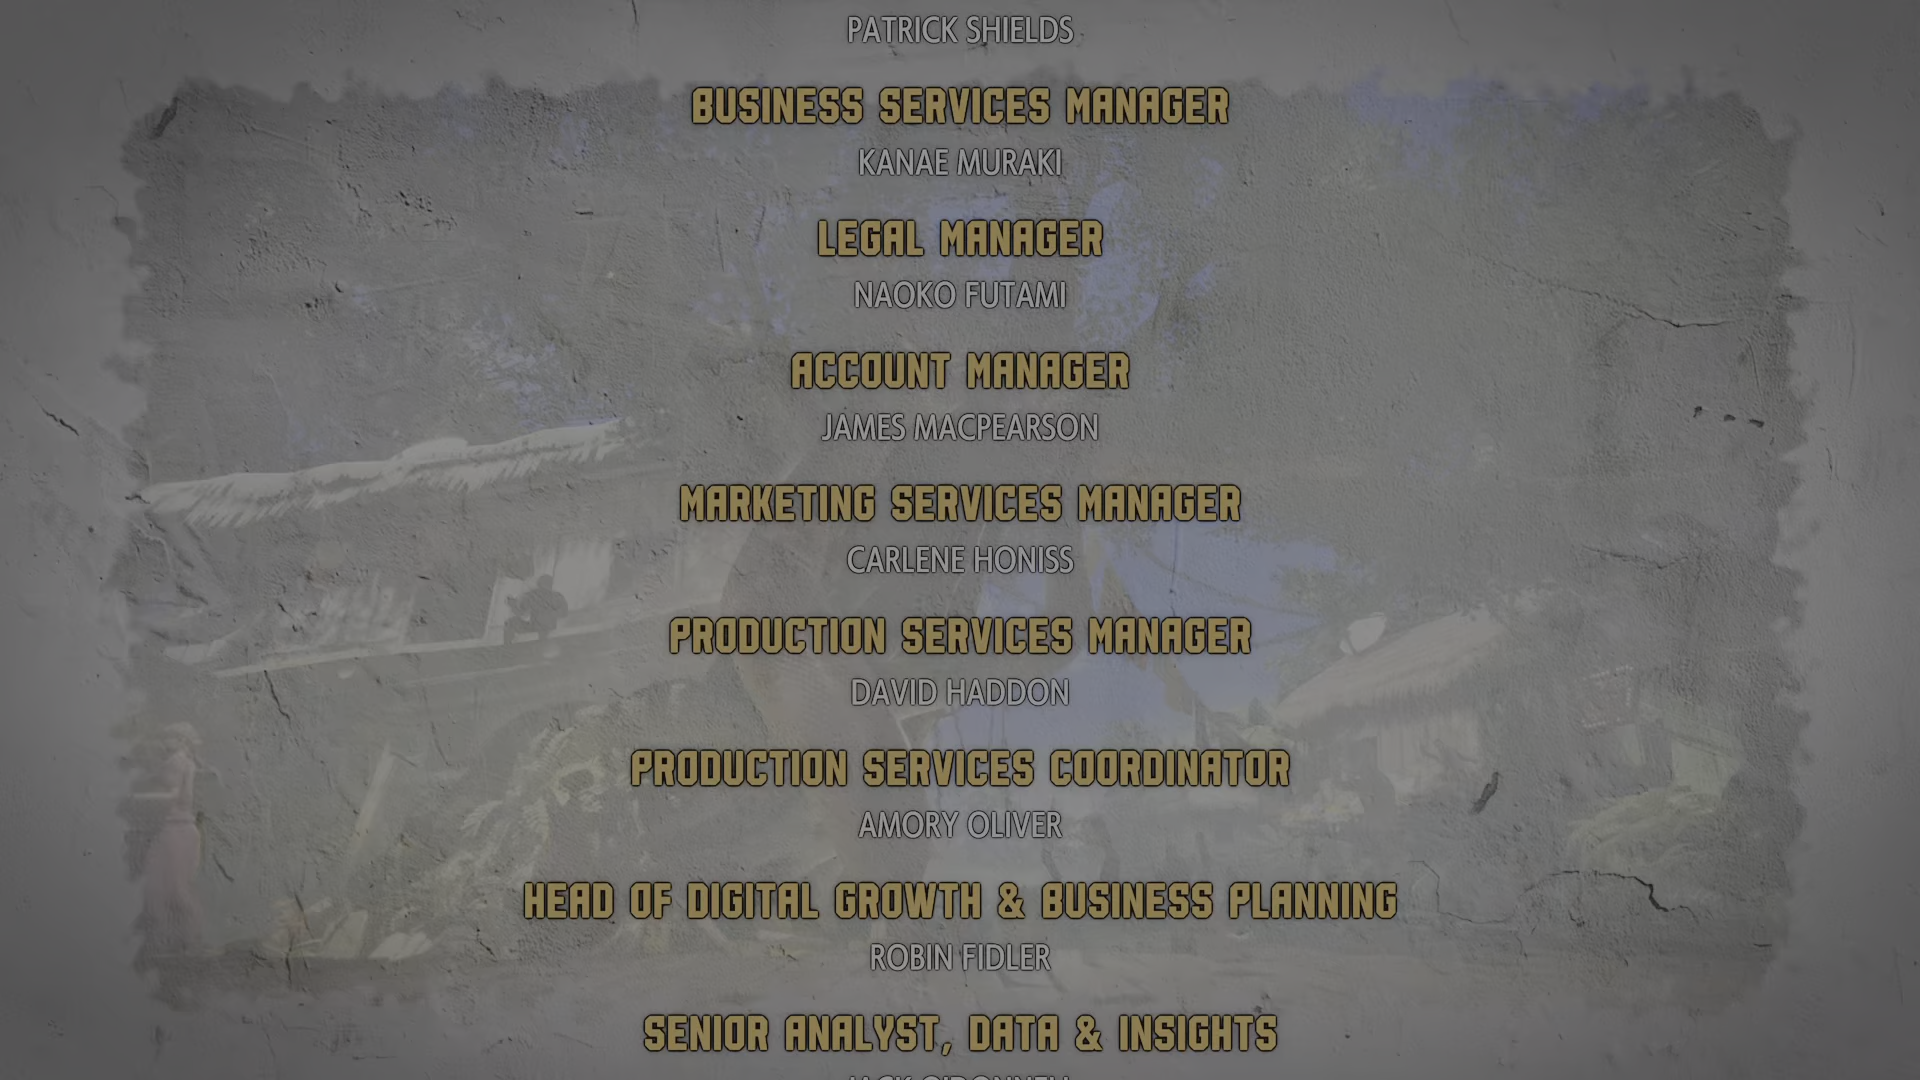 PATRICK SHIELDS
BUSINESS SERVICES MANAGER
KANAE MURAKI
LEGAL MANAGER
NAOKO FUTAMI
ACCOUNT MANAGER
JAMES MACPEARSON
MARKETING SERVICES MANAGER
CARLENE HONISS
PRODUCTION SERVICES MANAGER
DAVID HADDON
PRODUCTION SERVICES COORDINATOR
AMORY OLIVER
HEAD OF DIGITAL GROWTH & BUSINESS PLANNING
ROBIN FIDLER
SENIOR ANALYST, DATA & INSIGHTS